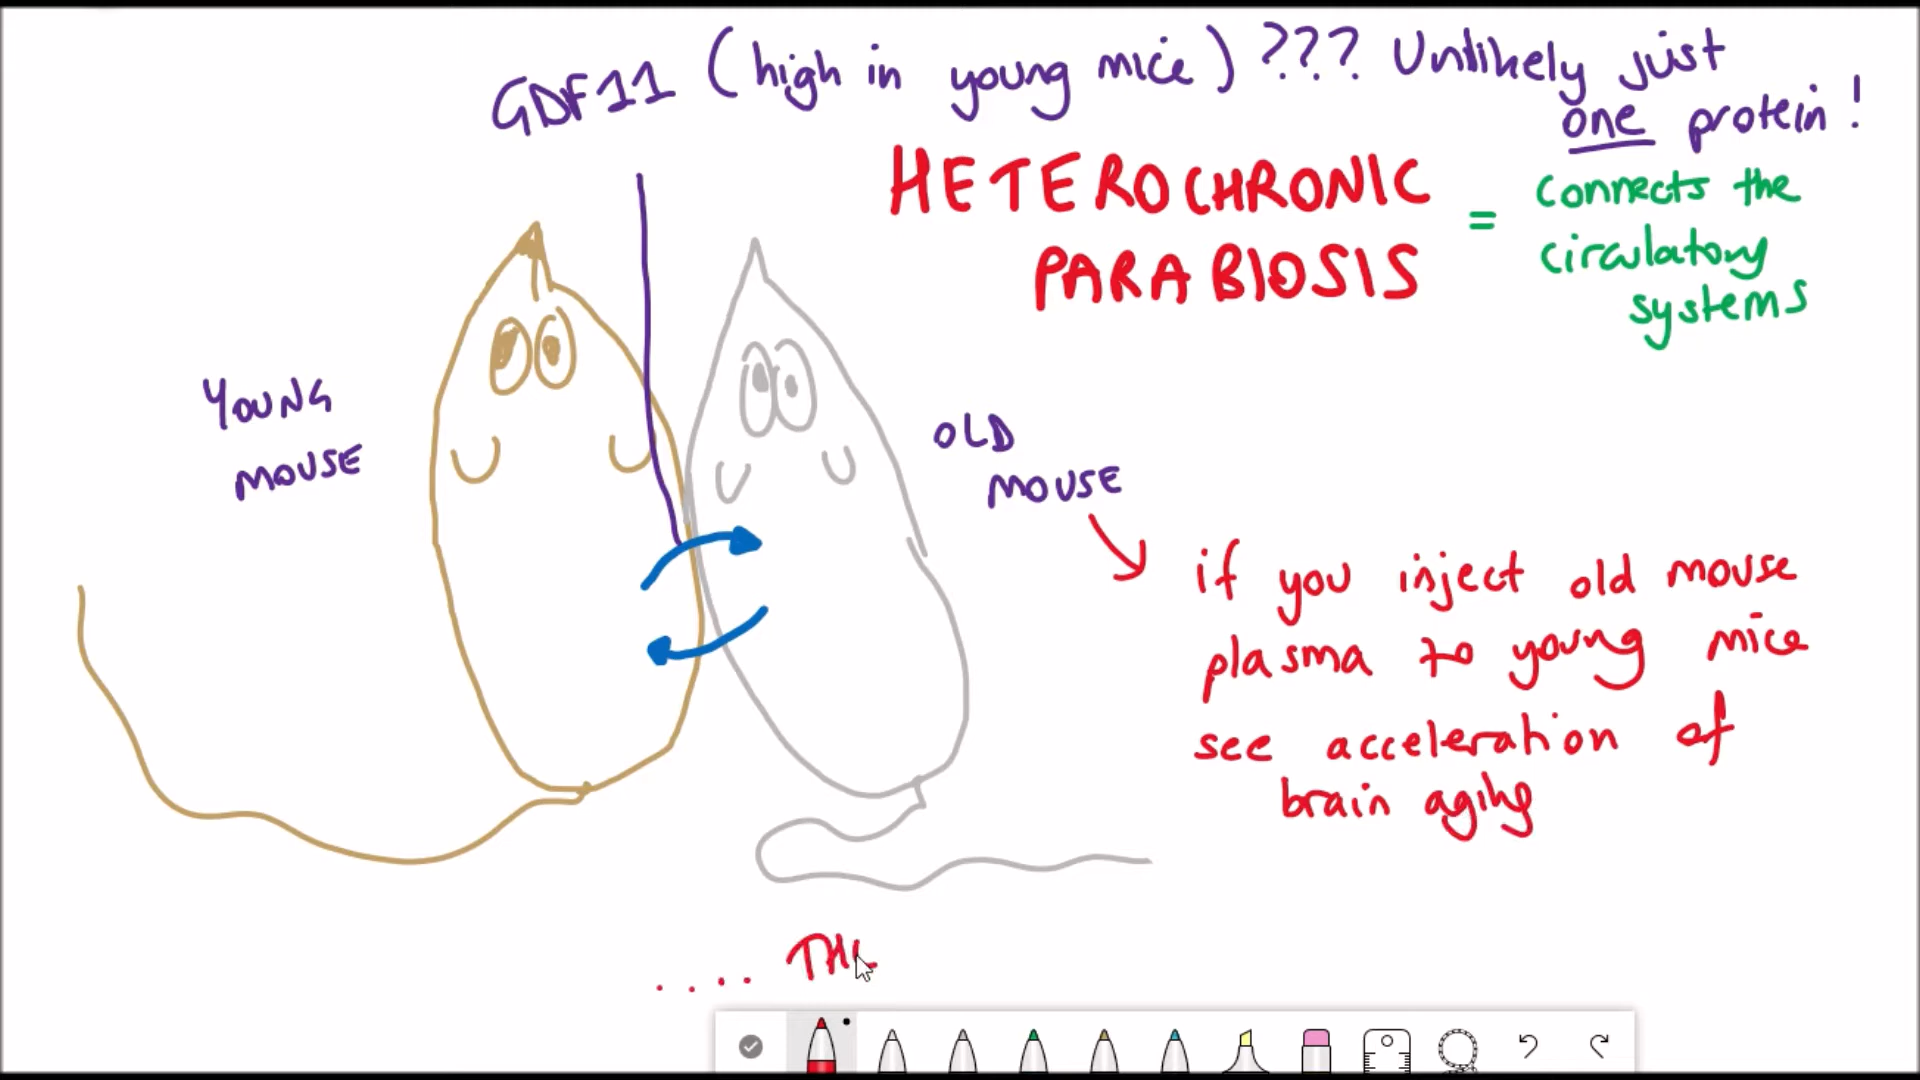 GDF11 (high in young mice) ??? Unlikely just
one protein!
HETEROCHRONIC
PARABIOSIS
=
connects the
circulatory
systems
YOUNG
MOUSE
OLD
MOUSE
if you inject old mouse
plasma to young mice
see acceleration of
brain aging
.... THE